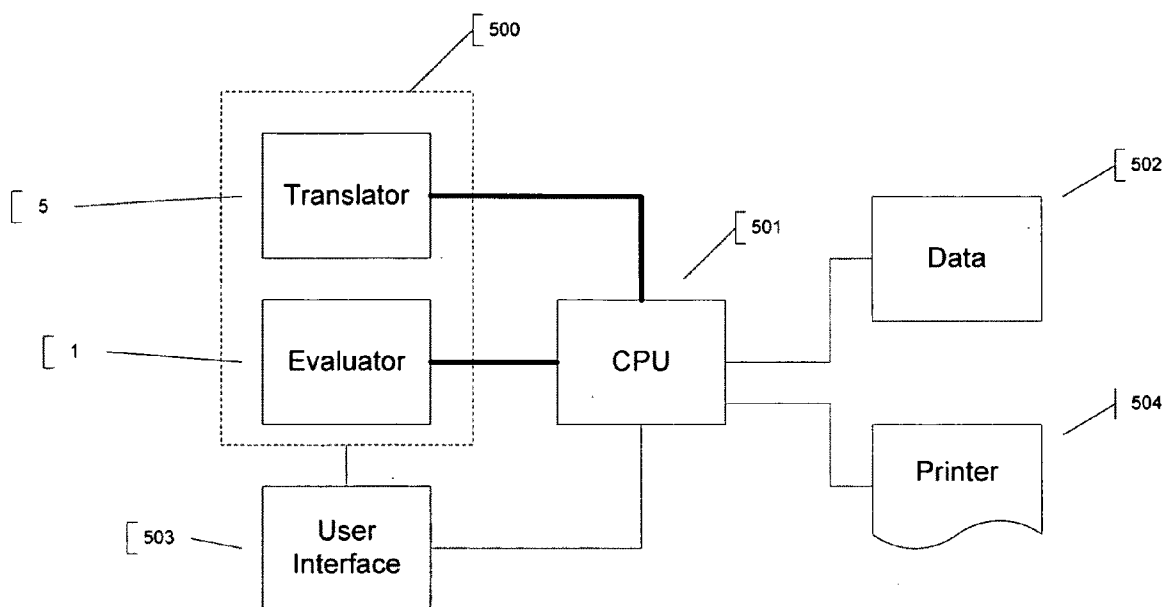 500
Translator
5
502
501
Data
Evaluator
1
CPU
504
Printer
User
Interface
503